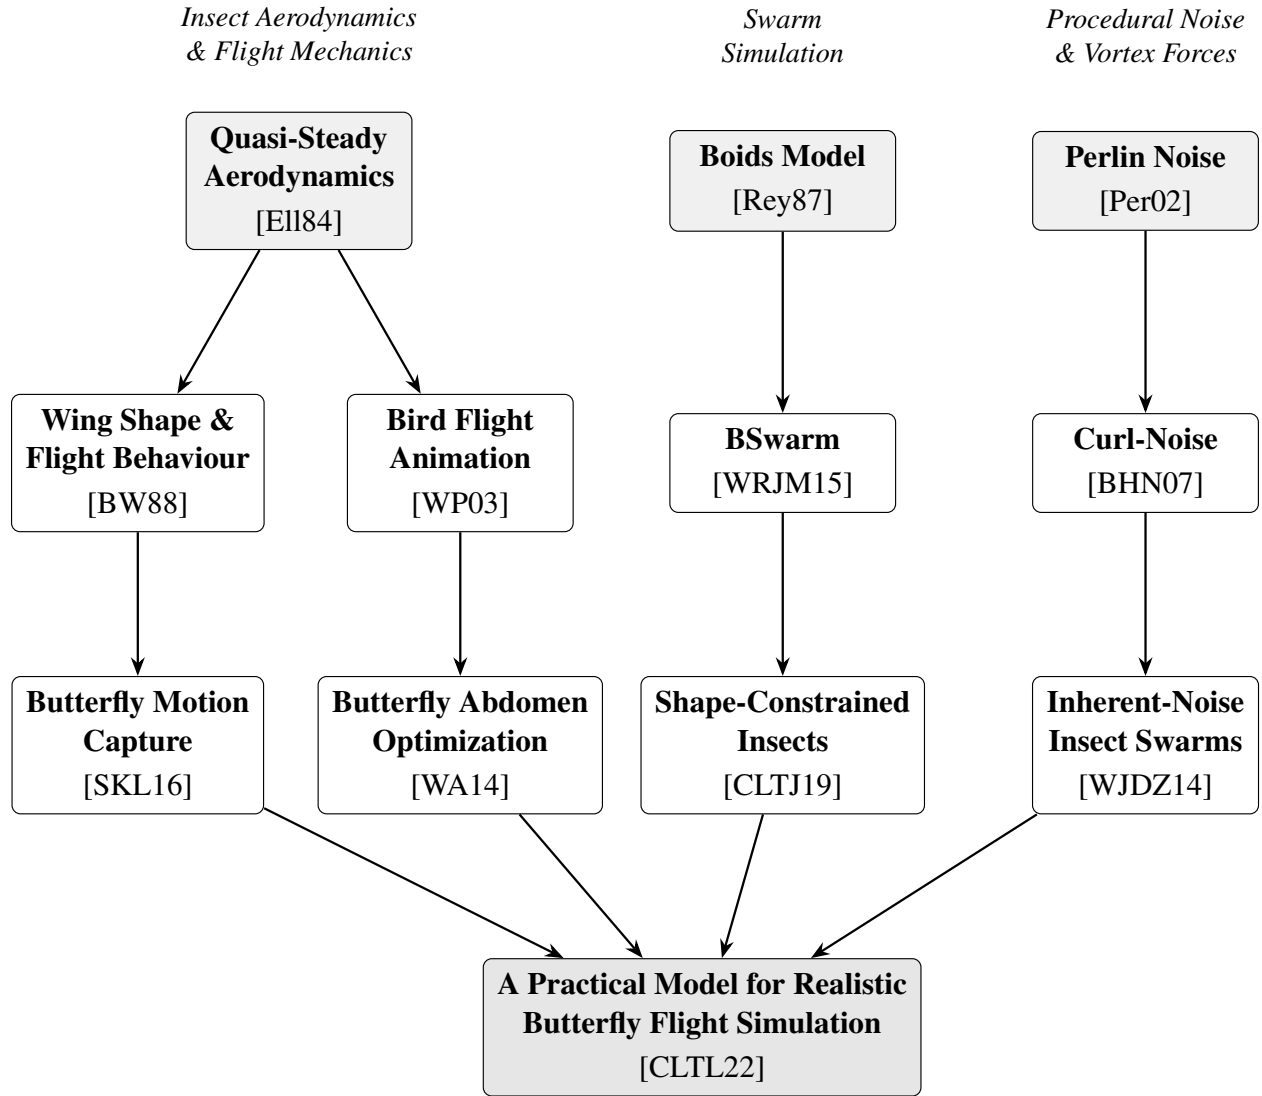 Insect Aerodynamics
& Flight Mechanics
Swarm
Simulation
Procedural Noise
& Vortex Forces
Quasi-Steady
Aerodynamics
[Ell84]
Boids Model
[Rey87]
Perlin Noise
[Per02]
Wing Shape &
Flight Behaviour
[BW88]
Bird Flight
Animation
[WP03]
BSwarm
[WRJM15]
Curl-Noise
[BHN07]
Butterfly Motion
Capture
[SKL16]
Butterfly Abdomen
Optimization
[WA14]
Shape-Constrained
Insects
[CLTJ19]
Inherent-Noise
Insect Swarms
[WJDZ14]
A Practical Model for Realistic
Butterfly Flight Simulation
[CLTL22]